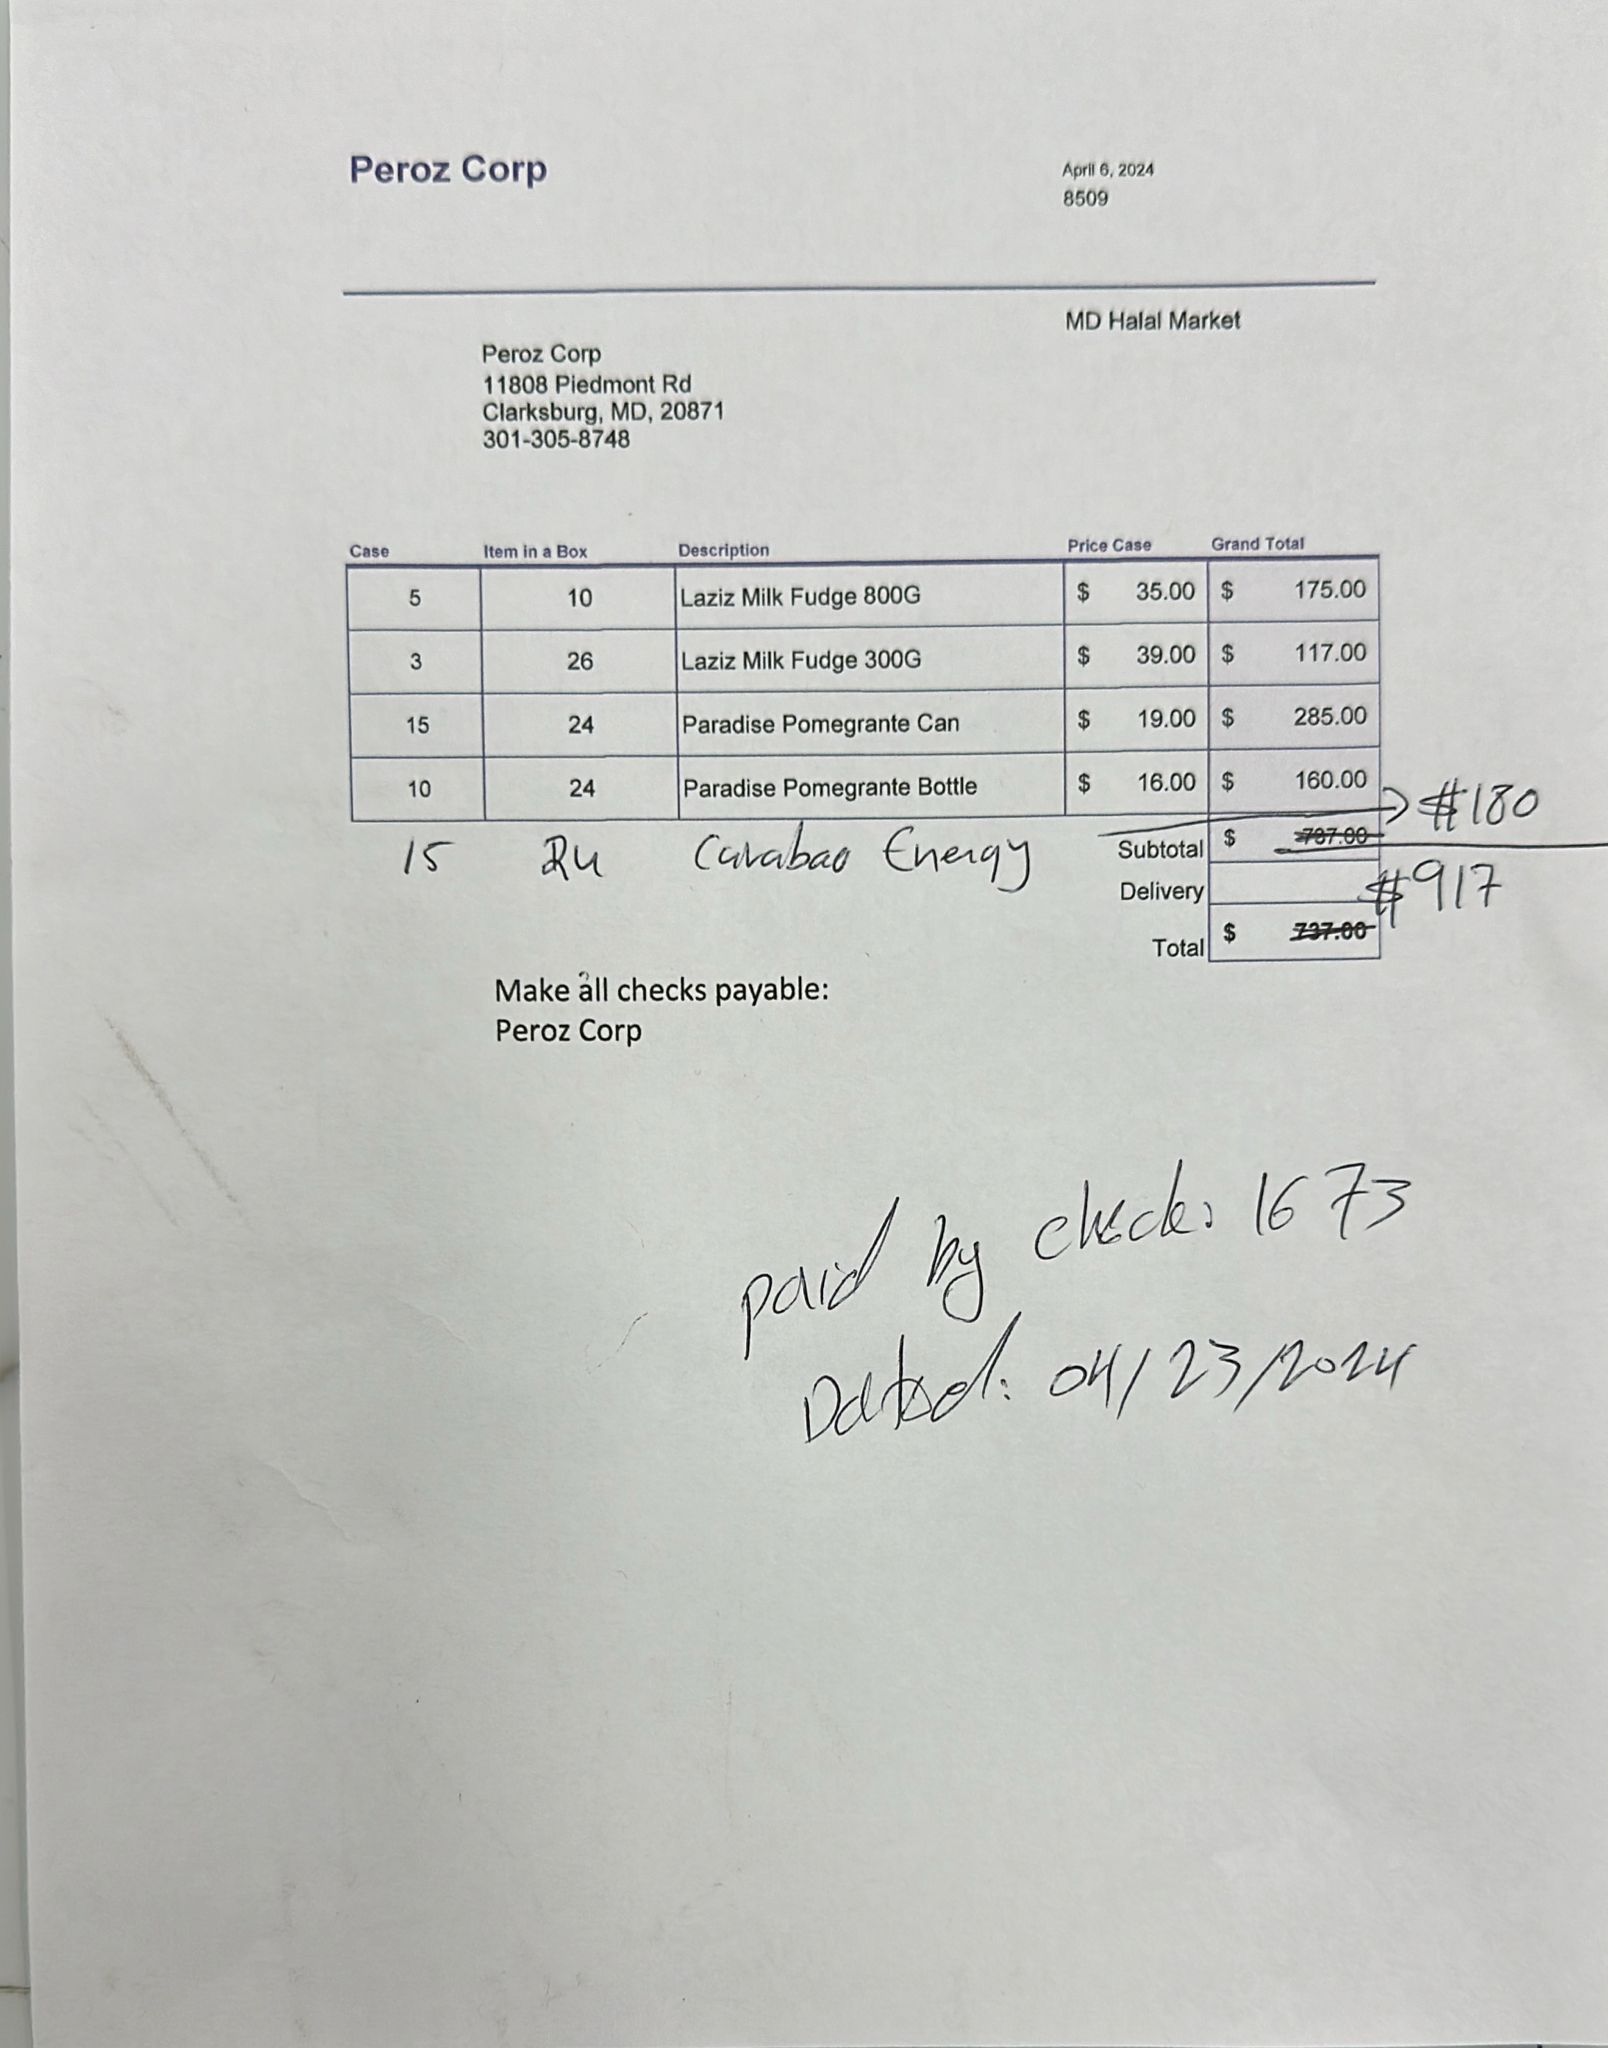 Peroz Corp
April 6, 2024
8509
MD Halal Market
Peroz Corp
11808 Piedmont Rd
Clarksburg, MD, 20871
301-305-8748
Case Item in a Box Description Price Case Grand Total
5 10 Laziz Milk Fudge 800G $ 35.00 $ 175.00
3 26 Laziz Milk Fudge 300G $ 39.00 $ 117.00
15 24 Paradise Pomegrante Can $ 19.00 $ 285.00
10 24 Paradise Pomegrante Bottle $ 16.00 $ 160.00
15 24 Carabao Energy #180
Subtotal $ 737.00
Delivery #917
Total $ 737.00
Make all checks payable:
Peroz Corp
paid by check: 1673
Dated: 04/23/2024